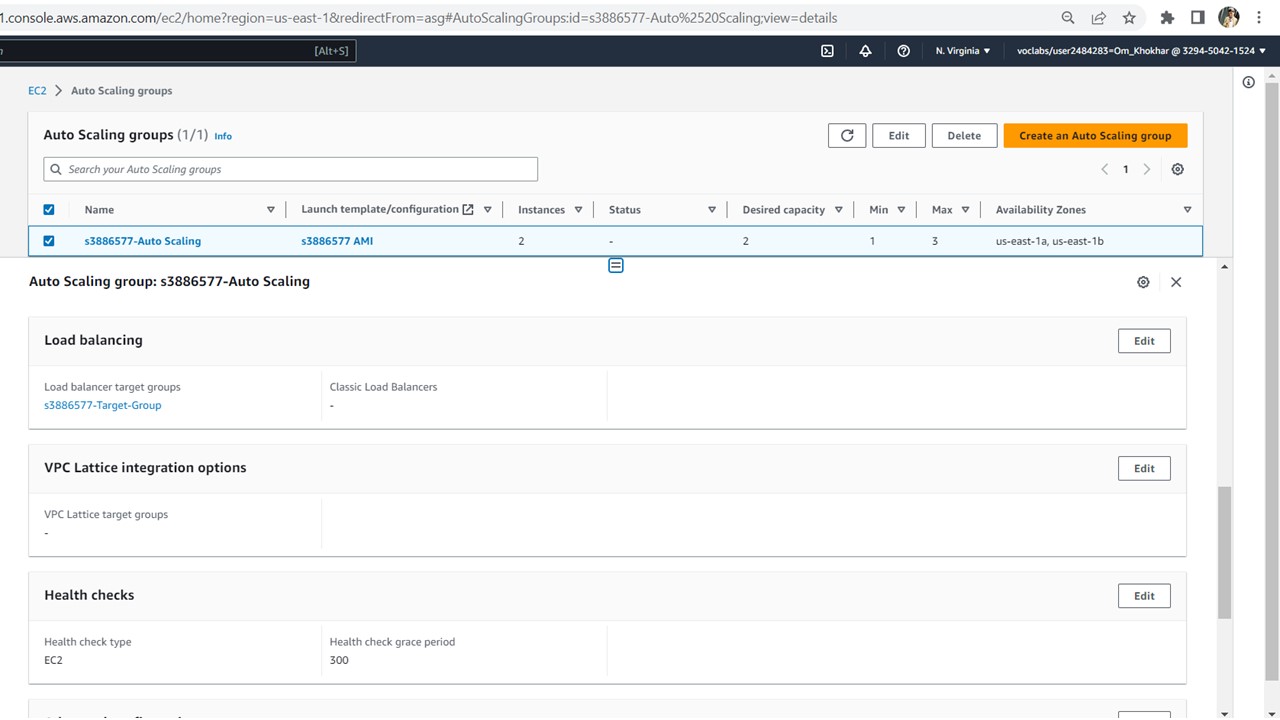 1.console.aws.amazon.com/ec2/home?region=us-east-1&redirectFrom=asg#AutoScalingGroups:id=s3886577-Auto%2520Scaling;view=details
[Alt+S]
N. Virginia
voclabs/user2484283=Om_Khokhar @ 3294-5042-1524
EC2 > Auto Scaling groups
Auto Scaling groups (1/1) Info
Edit
Delete
Create an Auto Scaling group
Search your Auto Scaling groups
1
Name
Launch template/configuration
Instances
Status
Desired capacity
Min
Max
Availability Zones
s3886577-Auto Scaling
s3886577 AMI
2
-
2
1
3
us-east-1a, us-east-1b
Auto Scaling group: s3886577-Auto Scaling
Load balancing
Edit
Load balancer target groups
s3886577-Target-Group
Classic Load Balancers
-
VPC Lattice integration options
Edit
VPC Lattice target groups
-
Health checks
Edit
Health check type
EC2
Health check grace period
300